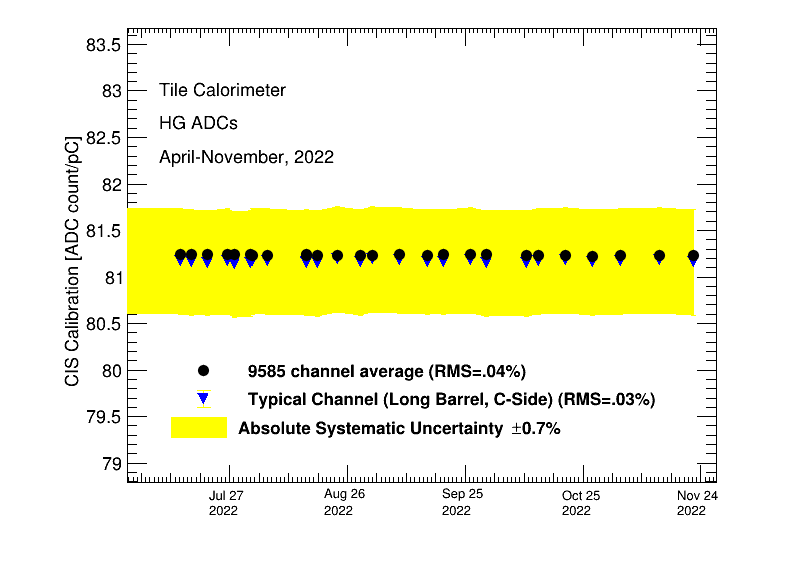 83.5
83
82.5
82
81.5
81
80.5
80
79.5
79
CIS Calibration [ADC count/pC]
Tile Calorimeter
HG ADCs
April-November, 2022
9585 channel average (RMS=.04%)
Typical Channel (Long Barrel, C-Side) (RMS=.03%)
Absolute Systematic Uncertainty ±0.7%
Jul 27 Aug 26 Sep 25 Oct 25 Nov 24
2022 2022 2022 2022 2022